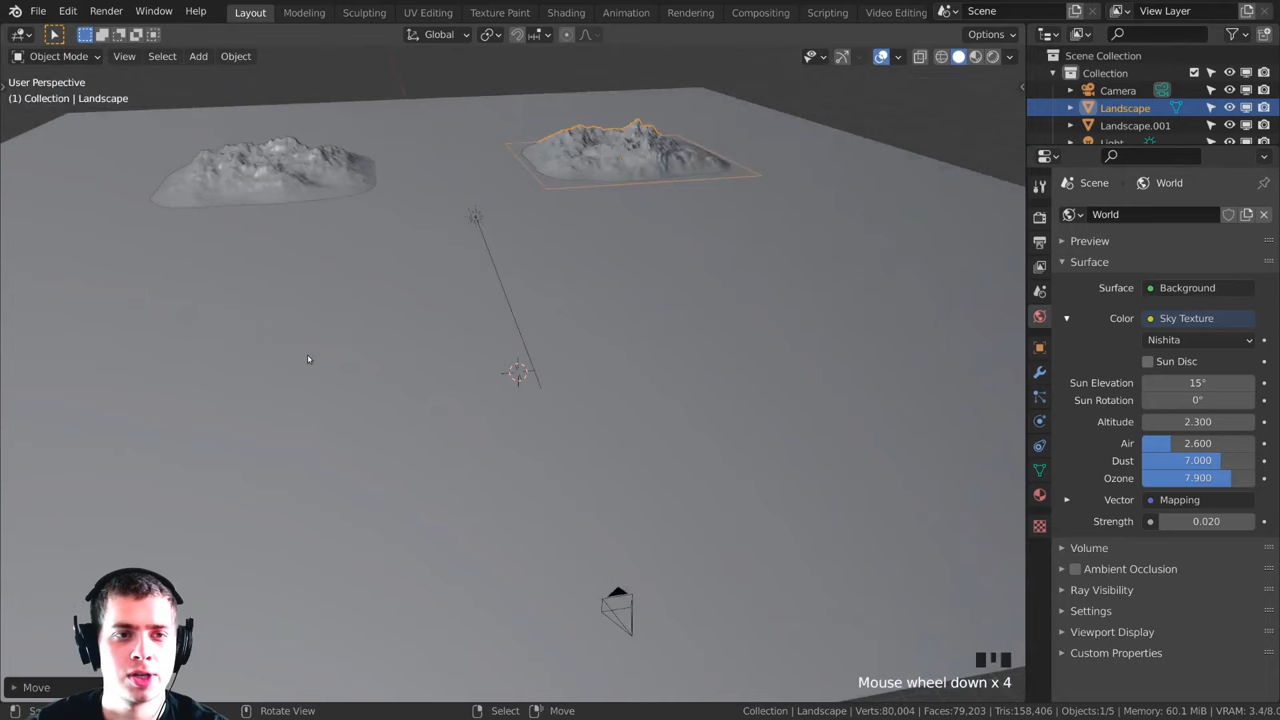 File Edit Render Window Help Layout Modeling Sculpting UV Editing Texture Paint Shading Animation Rendering Compositing Scripting Video Editing Scene View Layer
Global Options
Object Mode View Select Add Object
User Perspective
(1) Collection | Landscape
Scene Collection
Collection
Camera
Landscape
Landscape.001
Light
Scene World
World
Preview
Surface
Surface Background
Color Sky Texture
Nishita
Sun Disc
Sun Elevation 15°
Sun Rotation 0°
Altitude 2.300
Air 2.600
Dust 7.000
Ozone 7.900
Vector Mapping
Strength 0.020
Volume
Ambient Occlusion
Ray Visibility
Settings
Viewport Display
Custom Properties
Mouse wheel down x 4
Move
Rotate View Select Move Collection | Landscape | Verts:80,004 | Faces:79,203 | Tris:158,406 | Objects:1/5 | Memory: 60.1 MiB | VRAM: 3.4/8.0